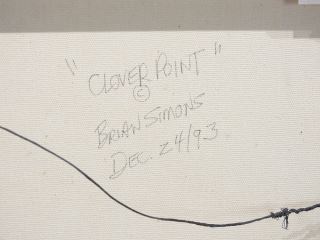 "CLOVER POINT"
©
BRIAN SIMONS
DEC. 24/93